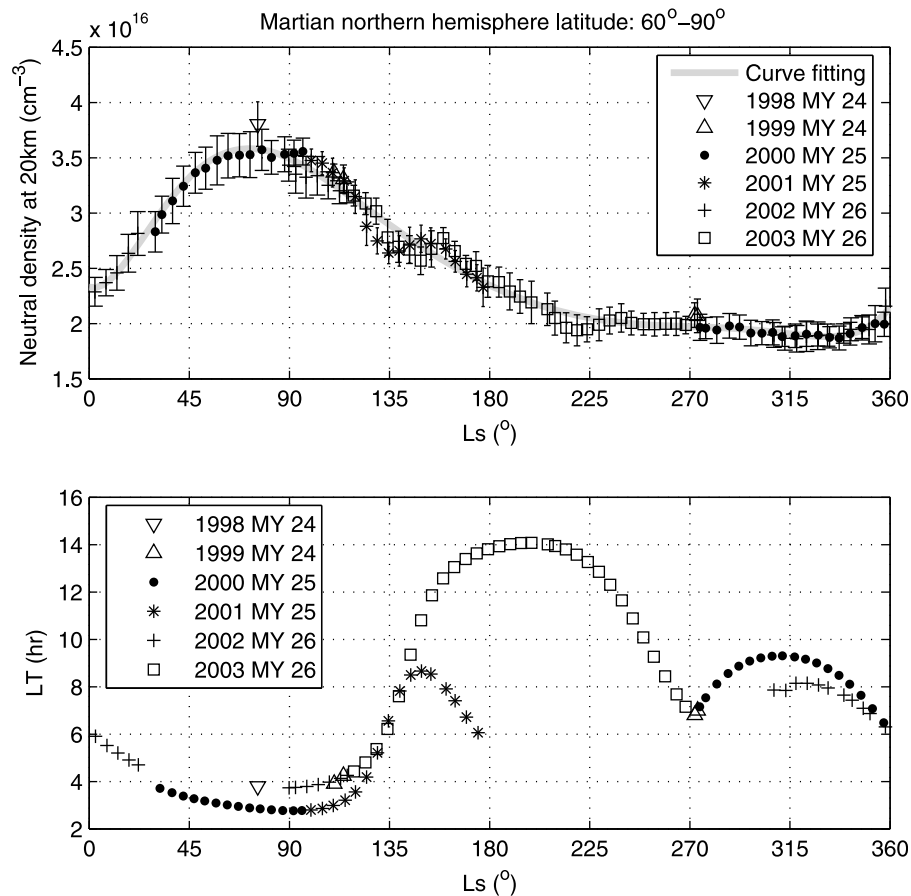 Martian northern hemisphere latitude: 60°–90°
x 10^16
Neutral density at 20km (cm⁻³)
4.5
4
3.5
3
2.5
2
1.5
0 45 90 135 180 225 270 315 360
Ls (°)
Curve fitting
1998 MY 24
1999 MY 24
2000 MY 25
2001 MY 25
2002 MY 26
2003 MY 26
LT (hr)
16
14
12
10
8
6
4
2
0 45 90 135 180 225 270 315 360
Ls (°)
1998 MY 24
1999 MY 24
2000 MY 25
2001 MY 25
2002 MY 26
2003 MY 26